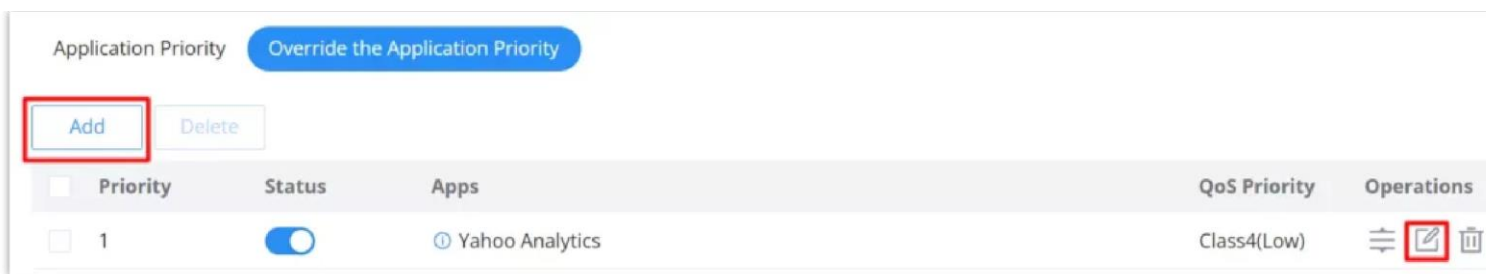 Application Priority Override the Application Priority
Add Delete
Priority Status Apps QoS Priority Operations
1 Yahoo Analytics Class4(Low)